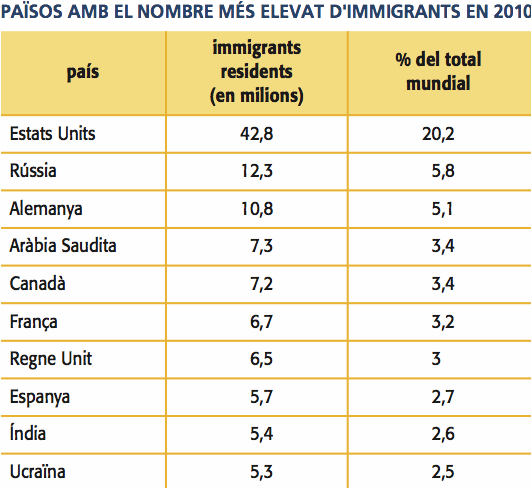 PAÏSOS AMB EL NOMBRE MÉS ELEVAT D'IMMIGRANTS EN 2010
país immigrants residents (en milions) % del total mundial
Estats Units 42,8 20,2
Rússia 12,3 5,8
Alemanya 10,8 5,1
Aràbia Saudita 7,3 3,4
Canadà 7,2 3,4
França 6,7 3,2
Regne Unit 6,5 3
Espanya 5,7 2,7
Índia 5,4 2,6
Ucraïna 5,3 2,5